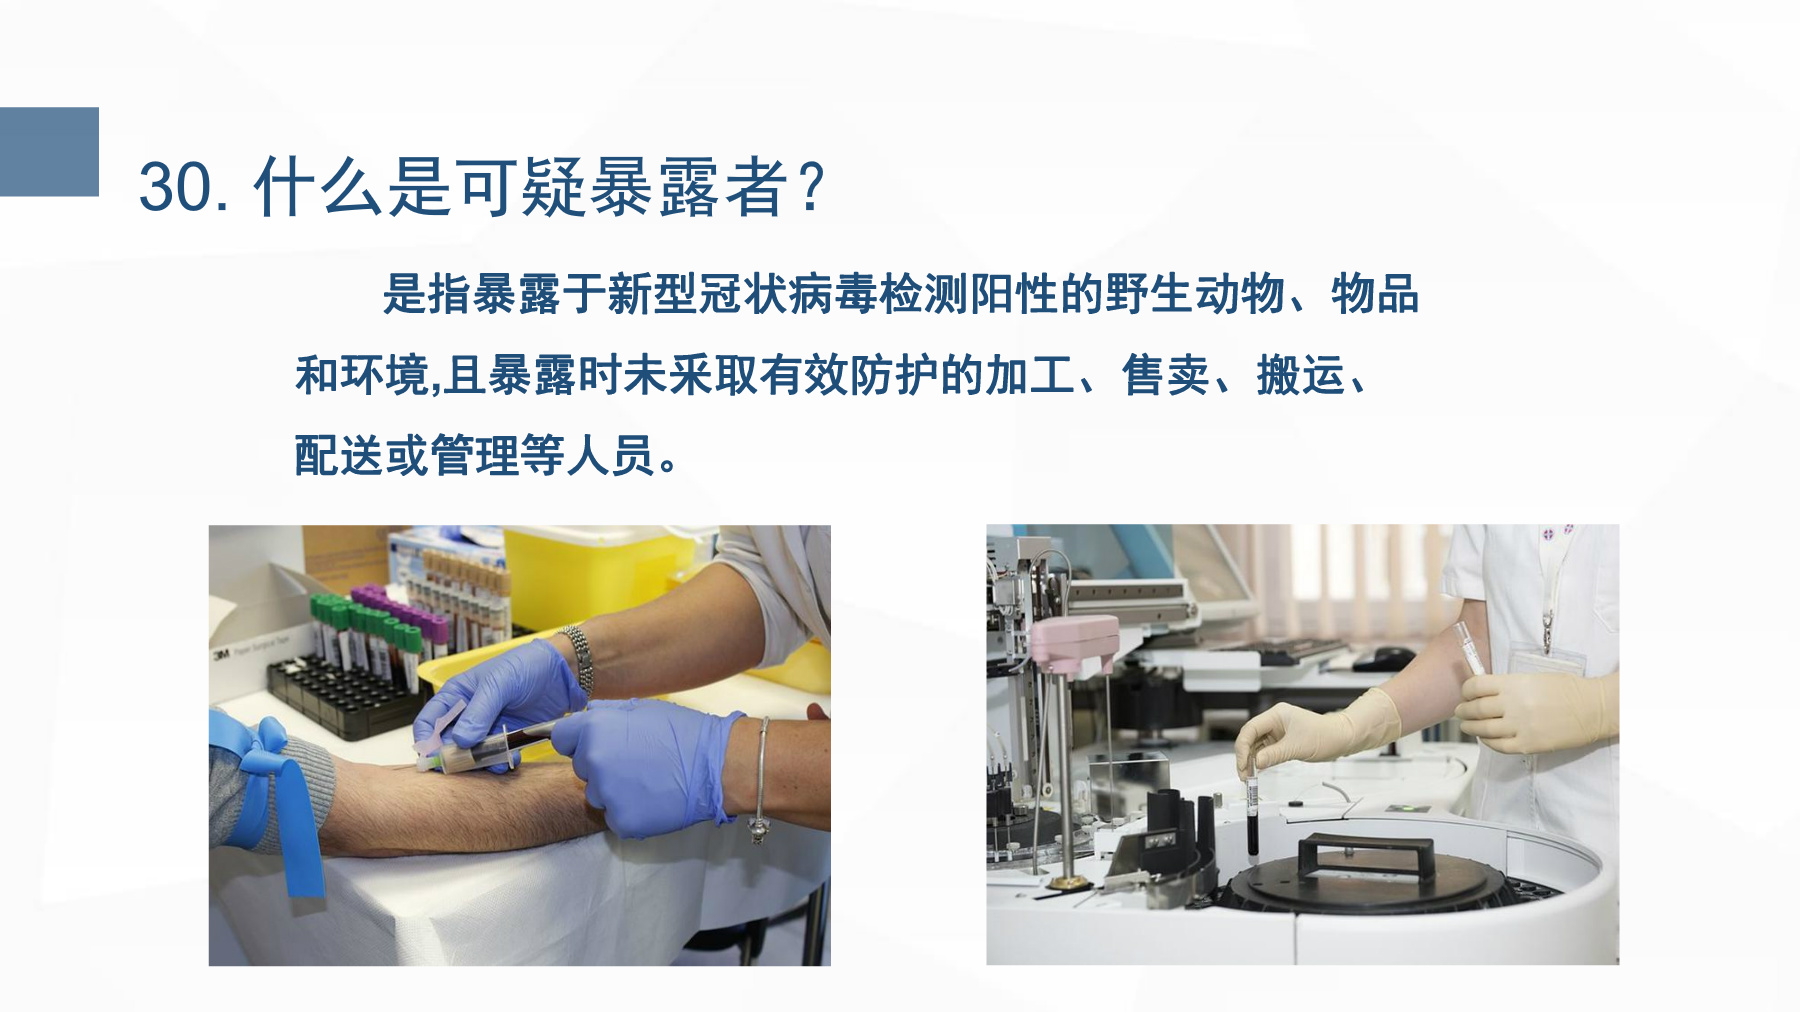 30. 什么是可疑暴露者？
是指暴露于新型冠状病毒检测阳性的野生动物、物品
和环境,且暴露时未采取有效防护的加工、售卖、搬运、
配送或管理等人员。
3M Paper Surgical Tape